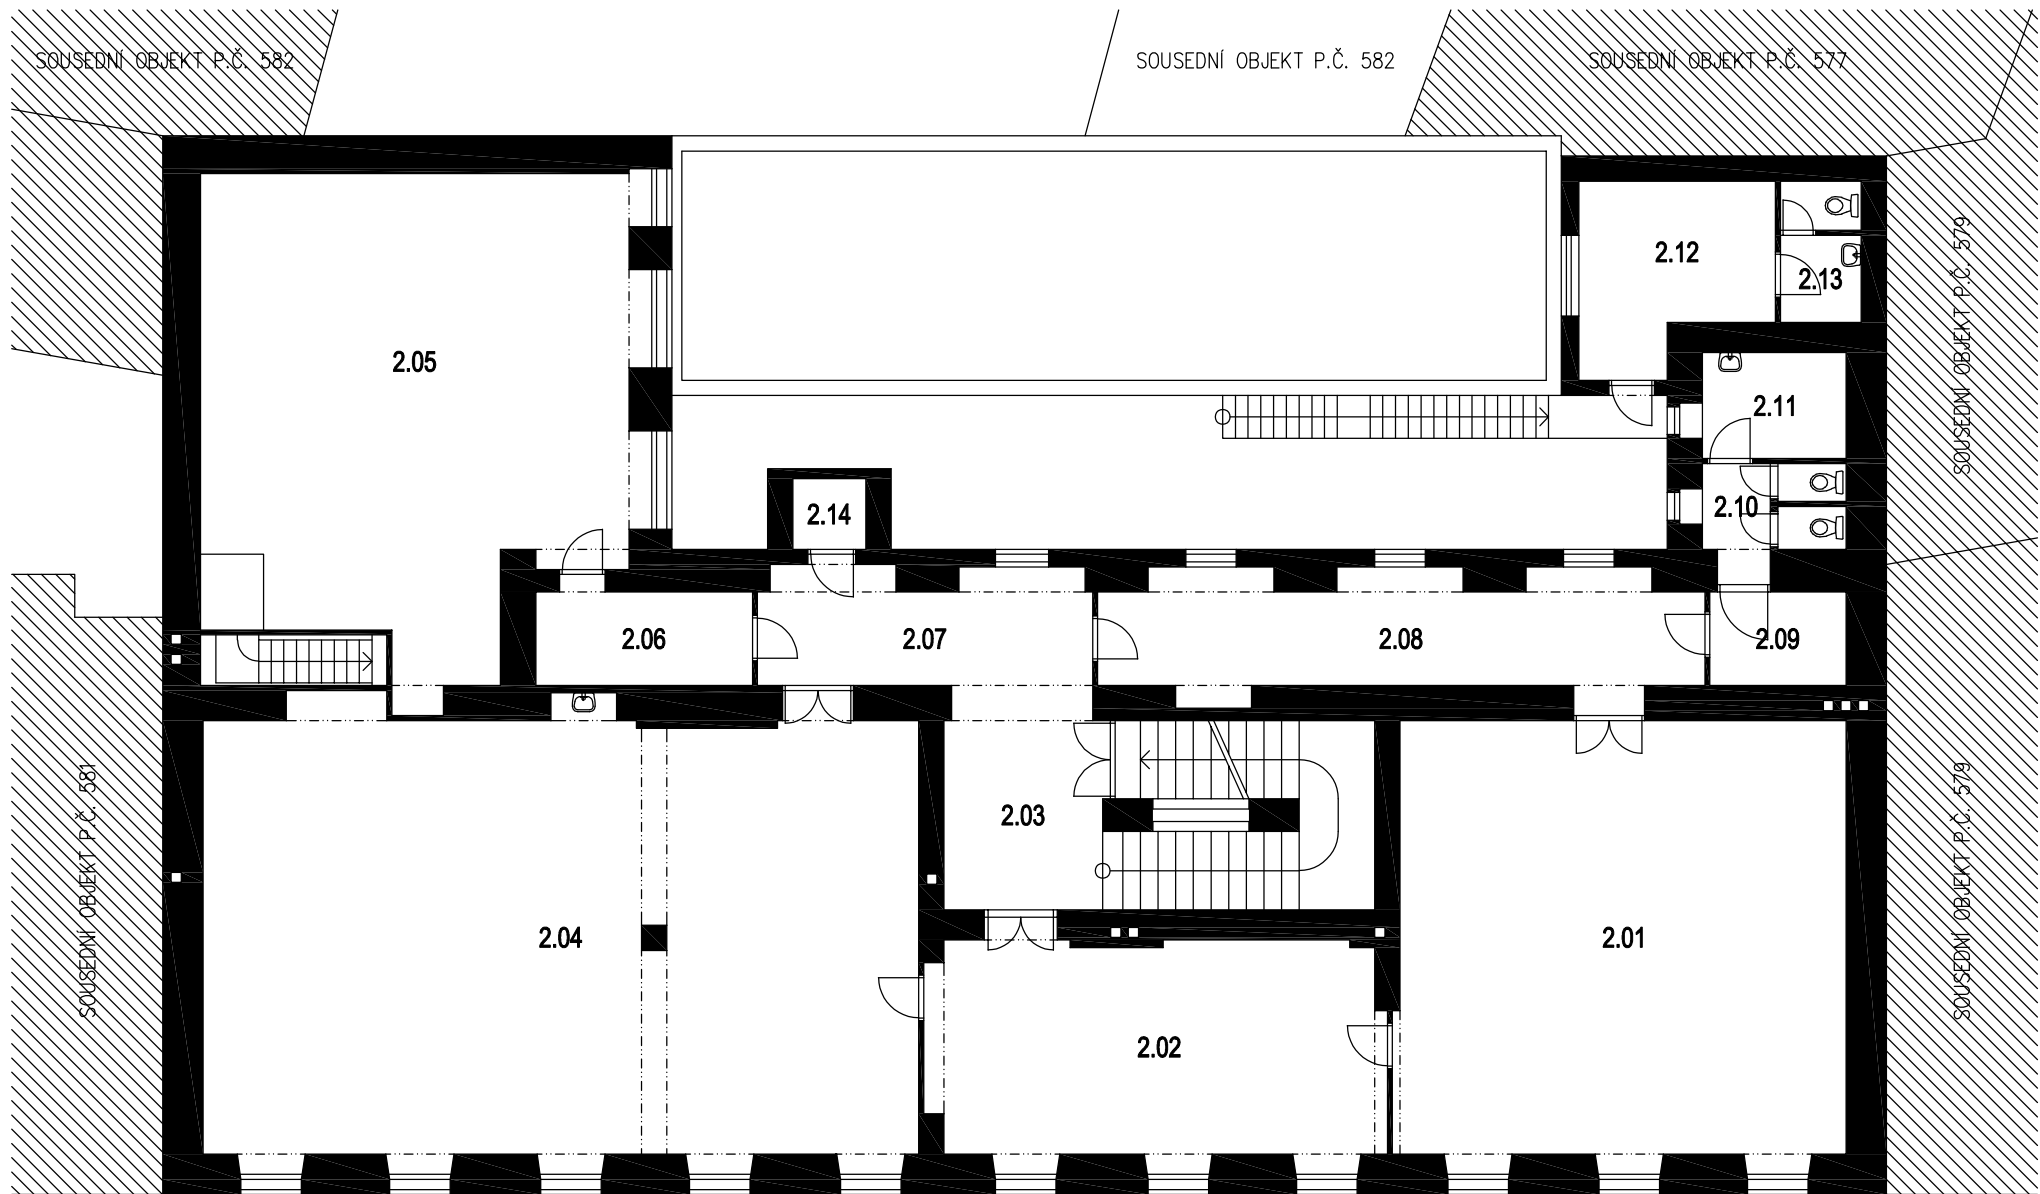 SOUSEDNÍ OBJEKT P.Č. 582
SOUSEDNÍ OBJEKT P.Č. 582
SOUSEDNÍ OBJEKT P.Č. 577
2.12
2.13
SOUSEDNÍ OBJEKT P.Č. 579
2.05
2.11
2.14
2.10
2.06
2.07
2.08
2.09
2.03
SOUSEDNÍ OBJEKT P.Č. 581
SOUSEDNÍ OBJEKT P.Č. 579
2.04
2.01
2.02